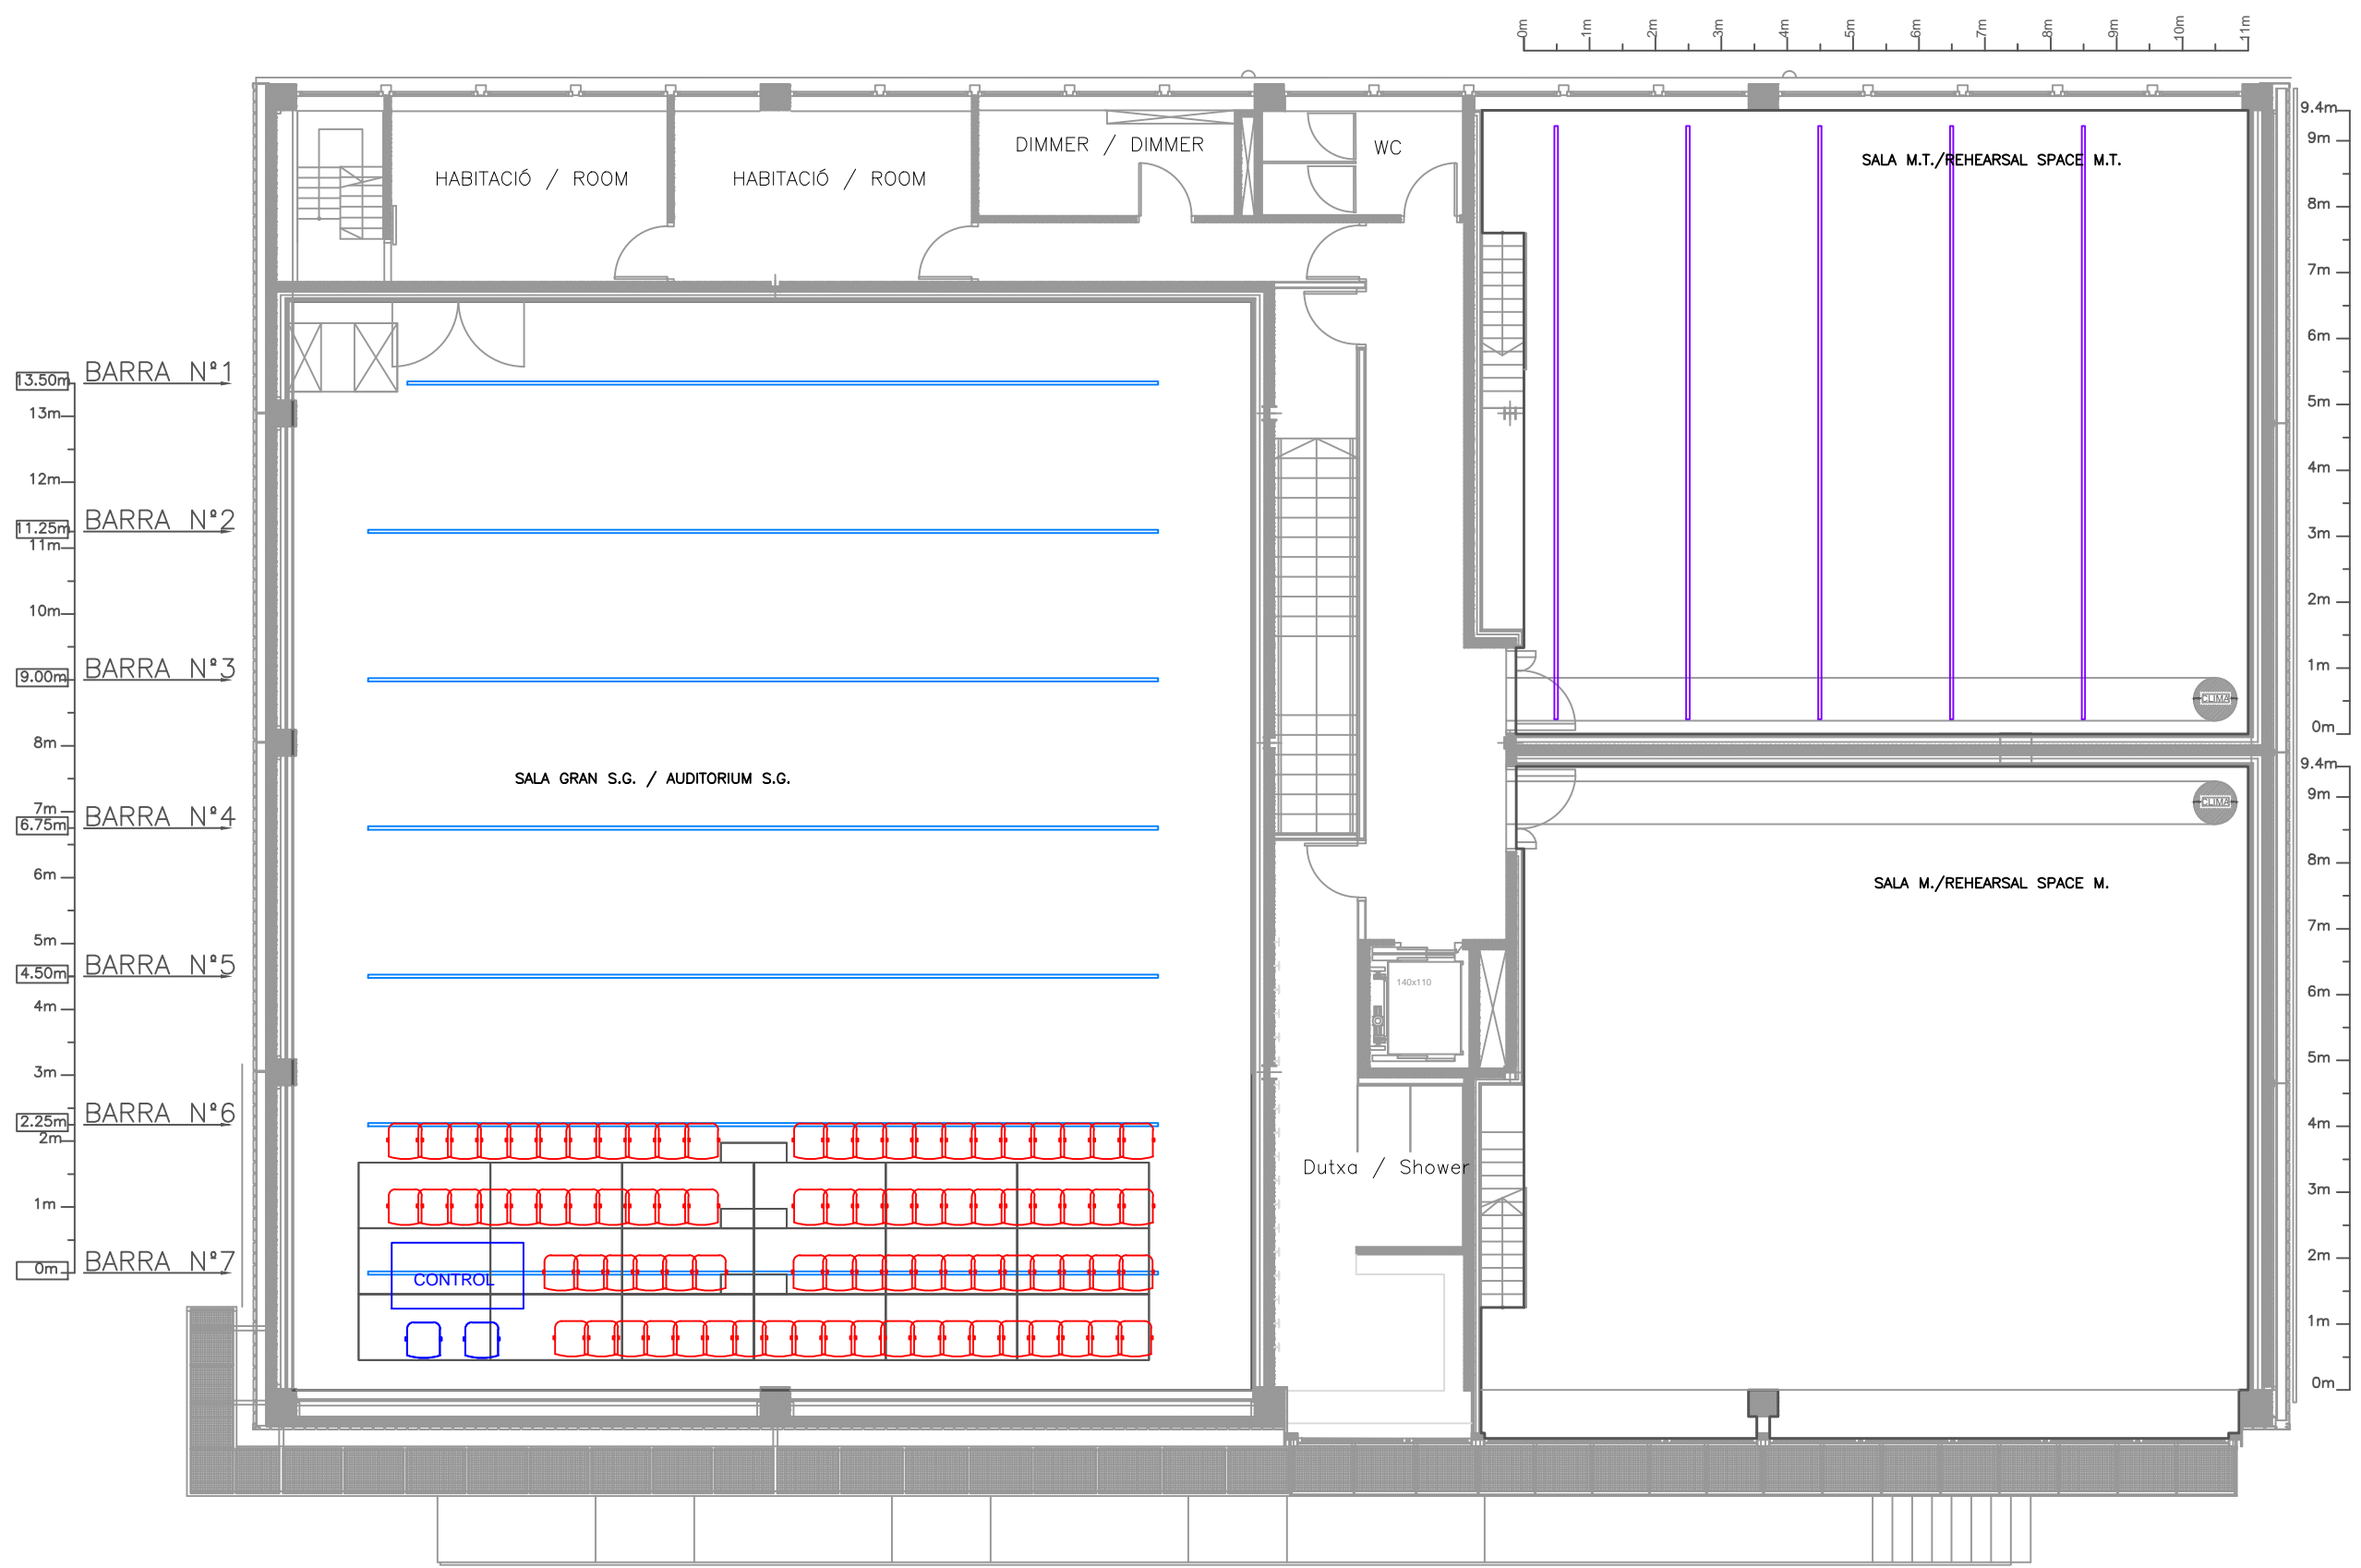 0m 1m 2m 3m 4m 5m 6m 7m 8m 9m 10m 11m
HABITACIÓ / ROOM
HABITACIÓ / ROOM
DIMMER / DIMMER
WC
SALA M.T./REHEARSAL SPACE M.T.
9.4m
9m
8m
7m
6m
5m
4m
3m
2m
1m
0m
CLIMA
13.50m BARRA Nº1
13m
12m
11.25m BARRA Nº2
11m
10m
9.00m BARRA Nº3
8m
7m
6.75m BARRA Nº4
6m
5m
4.50m BARRA Nº5
4m
3m
2.25m BARRA Nº6
2m
1m
0m BARRA Nº7
SALA GRAN S.G. / AUDITORIUM S.G.
CONTROL
140x110
Dutxa / Shower
CLIMA
SALA M./REHEARSAL SPACE M.
9.4m
9m
8m
7m
6m
5m
4m
3m
2m
1m
0m